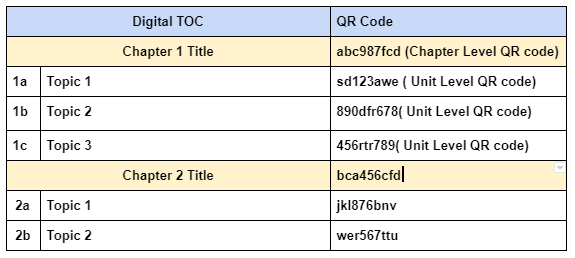 Digital TOC QR Code
Chapter 1 Title abc987fcd (Chapter Level QR code)
1a Topic 1 sd123awe ( Unit Level QR code)
1b Topic 2 890dfr678( Unit Level QR code)
1c Topic 3 456rtr789( Unit Level QR code)
Chapter 2 Title bca456cfd
2a Topic 1 jkl876bnv
2b Topic 2 wer567ttu